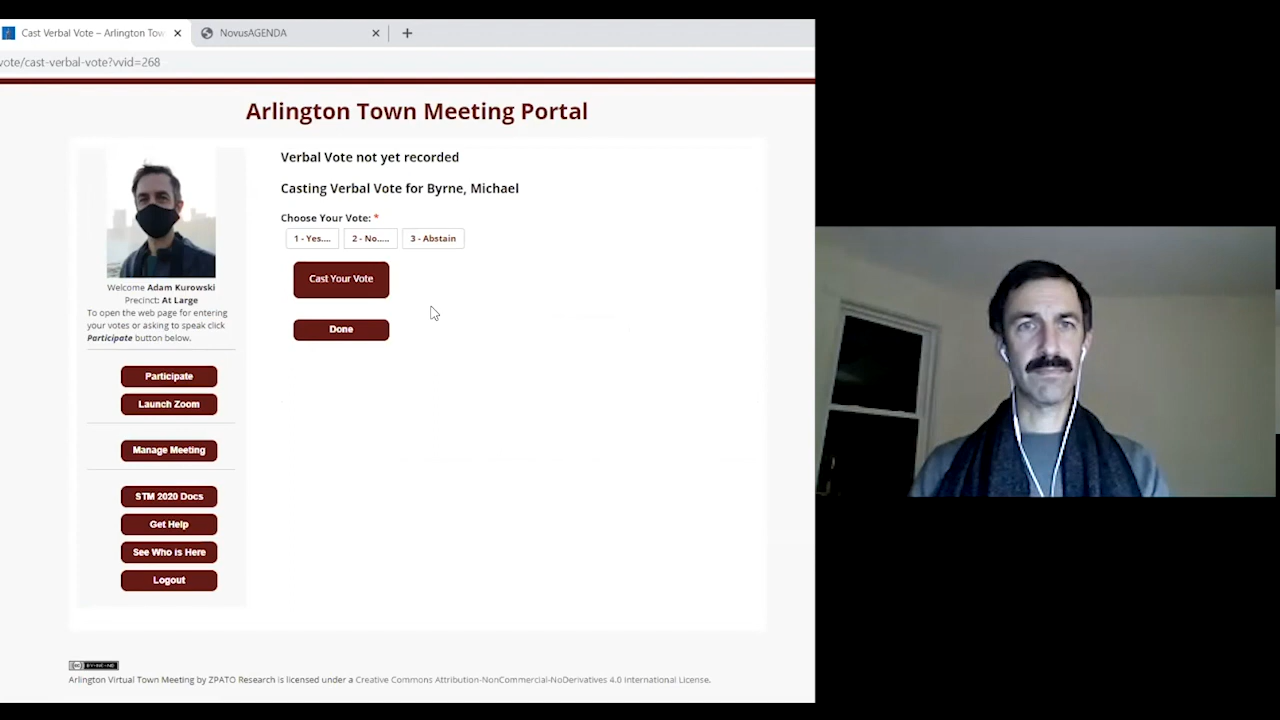 Cast Verbal Vote – Arlington Tow
NovusAGENDA
vote/cast-verbal-vote?vvid=268
Arlington Town Meeting Portal
Verbal Vote not yet recorded
Casting Verbal Vote for Byrne, Michael
Choose Your Vote: *
1 - Yes....
2 - No.....
3 - Abstain
Cast Your Vote
Done
Welcome Adam Kurowski
Precinct: At Large
To open the web page for entering
your votes or asking to speak click
Participate button below.
Participate
Launch Zoom
Manage Meeting
STM 2020 Docs
Get Help
See Who is Here
Logout
Arlington Virtual Town Meeting by ZPATO Research is licensed under a Creative Commons Attribution-NonCommercial-NoDerivatives 4.0 International License.